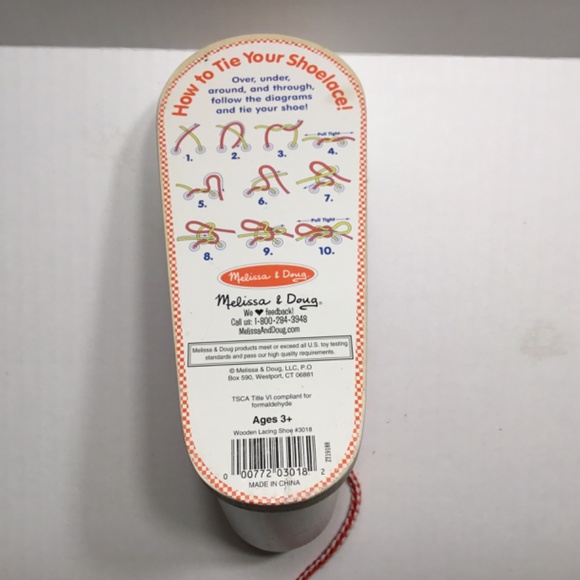 How to Tie Your Shoelace!
Over, under,
around, and through,
follow the diagrams
and tie your shoe!
Pull Tight
1. 2. 3. 4.
5. 6. 7.
Pull Tight
8. 9. 10.
Melissa & Doug
Melissa & Doug®
We ♥ feedback!
Call us: 1-800-284-3948
MelissaAndDoug.com
Melissa & Doug products meet or exceed all U.S. toy testing
standards and pass our high quality requirements.
© Melissa & Doug, LLC, P.O
Box 590, Westport, CT 06881
TSCA Title VI compliant for
formaldehyde
Ages 3+
Wooden Lacing Shoe #3018
0 00772 03018 2
MADE IN CHINA